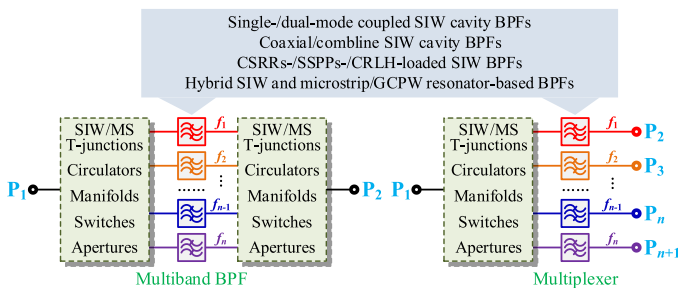 Single-/dual-mode coupled SIW cavity BPFs
Coaxial/combline SIW cavity BPFs
CSRRs-/SSPPs-/CRLH-loaded SIW BPFs
Hybrid SIW and microstrip/GCPW resonator-based BPFs
P1
SIW/MS
T-junctions
Circulators
Manifolds
Switches
Apertures
f1
f2
......
fn-1
fn
SIW/MS
T-junctions
Circulators
Manifolds
Switches
Apertures
P2
Multiband BPF
P1
SIW/MS
T-junctions
Circulators
Manifolds
Switches
Apertures
f1
f2
......
fn-1
fn
P2
P3
Pn
Pn+1
Multiplexer